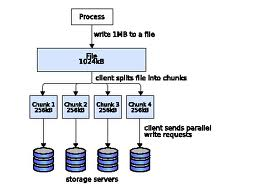 Process
write 1MB to a file
File
1024kB
client splits file into chunks
Chunk 1
256kB
Chunk 2
256kB
Chunk 3
256kB
Chunk 4
256kB
client sends parallel
write requests
storage servers